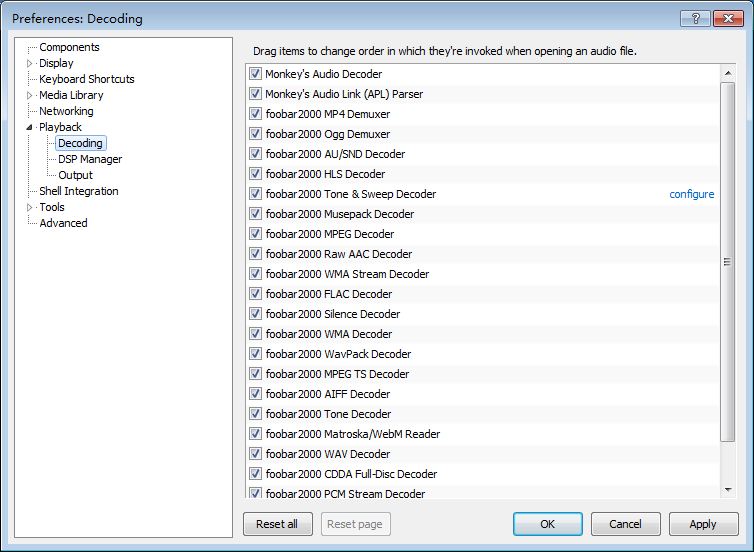 Preferences: Decoding
Components
Display
Keyboard Shortcuts
Media Library
Networking
Playback
Decoding
DSP Manager
Output
Shell Integration
Tools
Advanced
Drag items to change order in which they're invoked when opening an audio file.
Monkey's Audio Decoder
Monkey's Audio Link (APL) Parser
foobar2000 MP4 Demuxer
foobar2000 Ogg Demuxer
foobar2000 AU/SND Decoder
foobar2000 HLS Decoder
foobar2000 Tone & Sweep Decoder configure
foobar2000 Musepack Decoder
foobar2000 MPEG Decoder
foobar2000 Raw AAC Decoder
foobar2000 WMA Stream Decoder
foobar2000 FLAC Decoder
foobar2000 Silence Decoder
foobar2000 WMA Decoder
foobar2000 WavPack Decoder
foobar2000 MPEG TS Decoder
foobar2000 AIFF Decoder
foobar2000 Tone Decoder
foobar2000 Matroska/WebM Reader
foobar2000 WAV Decoder
foobar2000 CDDA Full-Disc Decoder
foobar2000 PCM Stream Decoder
Reset all Reset page OK Cancel Apply